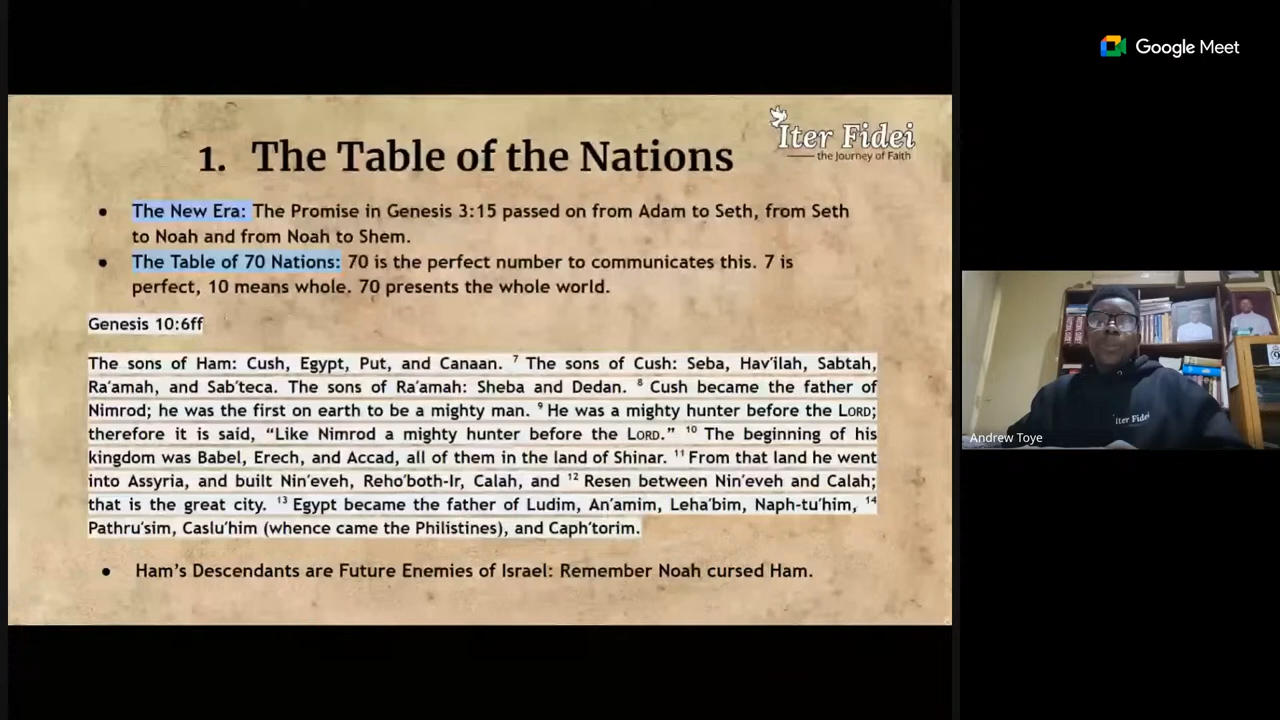 Google Meet
Iter Fidei
the Journey of Faith
1. The Table of the Nations
● The New Era: The Promise in Genesis 3:15 passed on from Adam to Seth, from Seth
to Noah and from Noah to Shem.
● The Table of 70 Nations: 70 is the perfect number to communicates this. 7 is
perfect, 10 means whole. 70 presents the whole world.
Genesis 10:6ff
The sons of Ham: Cush, Egypt, Put, and Canaan. ⁷ The sons of Cush: Seba, Hav′ilah, Sabtah,
Ra′amah, and Sab′teca. The sons of Ra′amah: Sheba and Dedan. ⁸ Cush became the father of
Nimrod; he was the first on earth to be a mighty man. ⁹ He was a mighty hunter before the LORD;
therefore it is said, “Like Nimrod a mighty hunter before the LORD.” ¹⁰ The beginning of his
kingdom was Babel, Erech, and Accad, all of them in the land of Shinar. ¹¹ From that land he went
into Assyria, and built Nin′eveh, Reho′both-Ir, Calah, and ¹² Resen between Nin′eveh and Calah;
that is the great city. ¹³ Egypt became the father of Ludim, An′amim, Leha′bim, Naph-tu′him, ¹⁴
Pathru′sim, Caslu′him (whence came the Philistines), and Caph′torim.
● Ham’s Descendants are Future Enemies of Israel: Remember Noah cursed Ham.
Iter Fidei
Andrew Toye